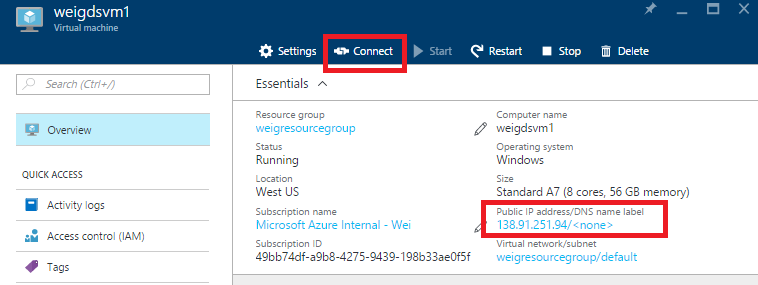 weigdsvm1
Virtual machine
Settings Connect Start Restart Stop Delete
Search (Ctrl+/)
Essentials
Overview
QUICK ACCESS
Activity logs
Access control (IAM)
Tags
Resource group
weigresourcegroup
Status
Running
Location
West US
Subscription name
Microsoft Azure Internal - Wei
Subscription ID
49bb74df-a9b8-4275-9439-198b33ae0f5f
Computer name
weigdsvm1
Operating system
Windows
Size
Standard A7 (8 cores, 56 GB memory)
Public IP address/DNS name label
138.91.251.94/<none>
Virtual network/subnet
weigresourcegroup/default